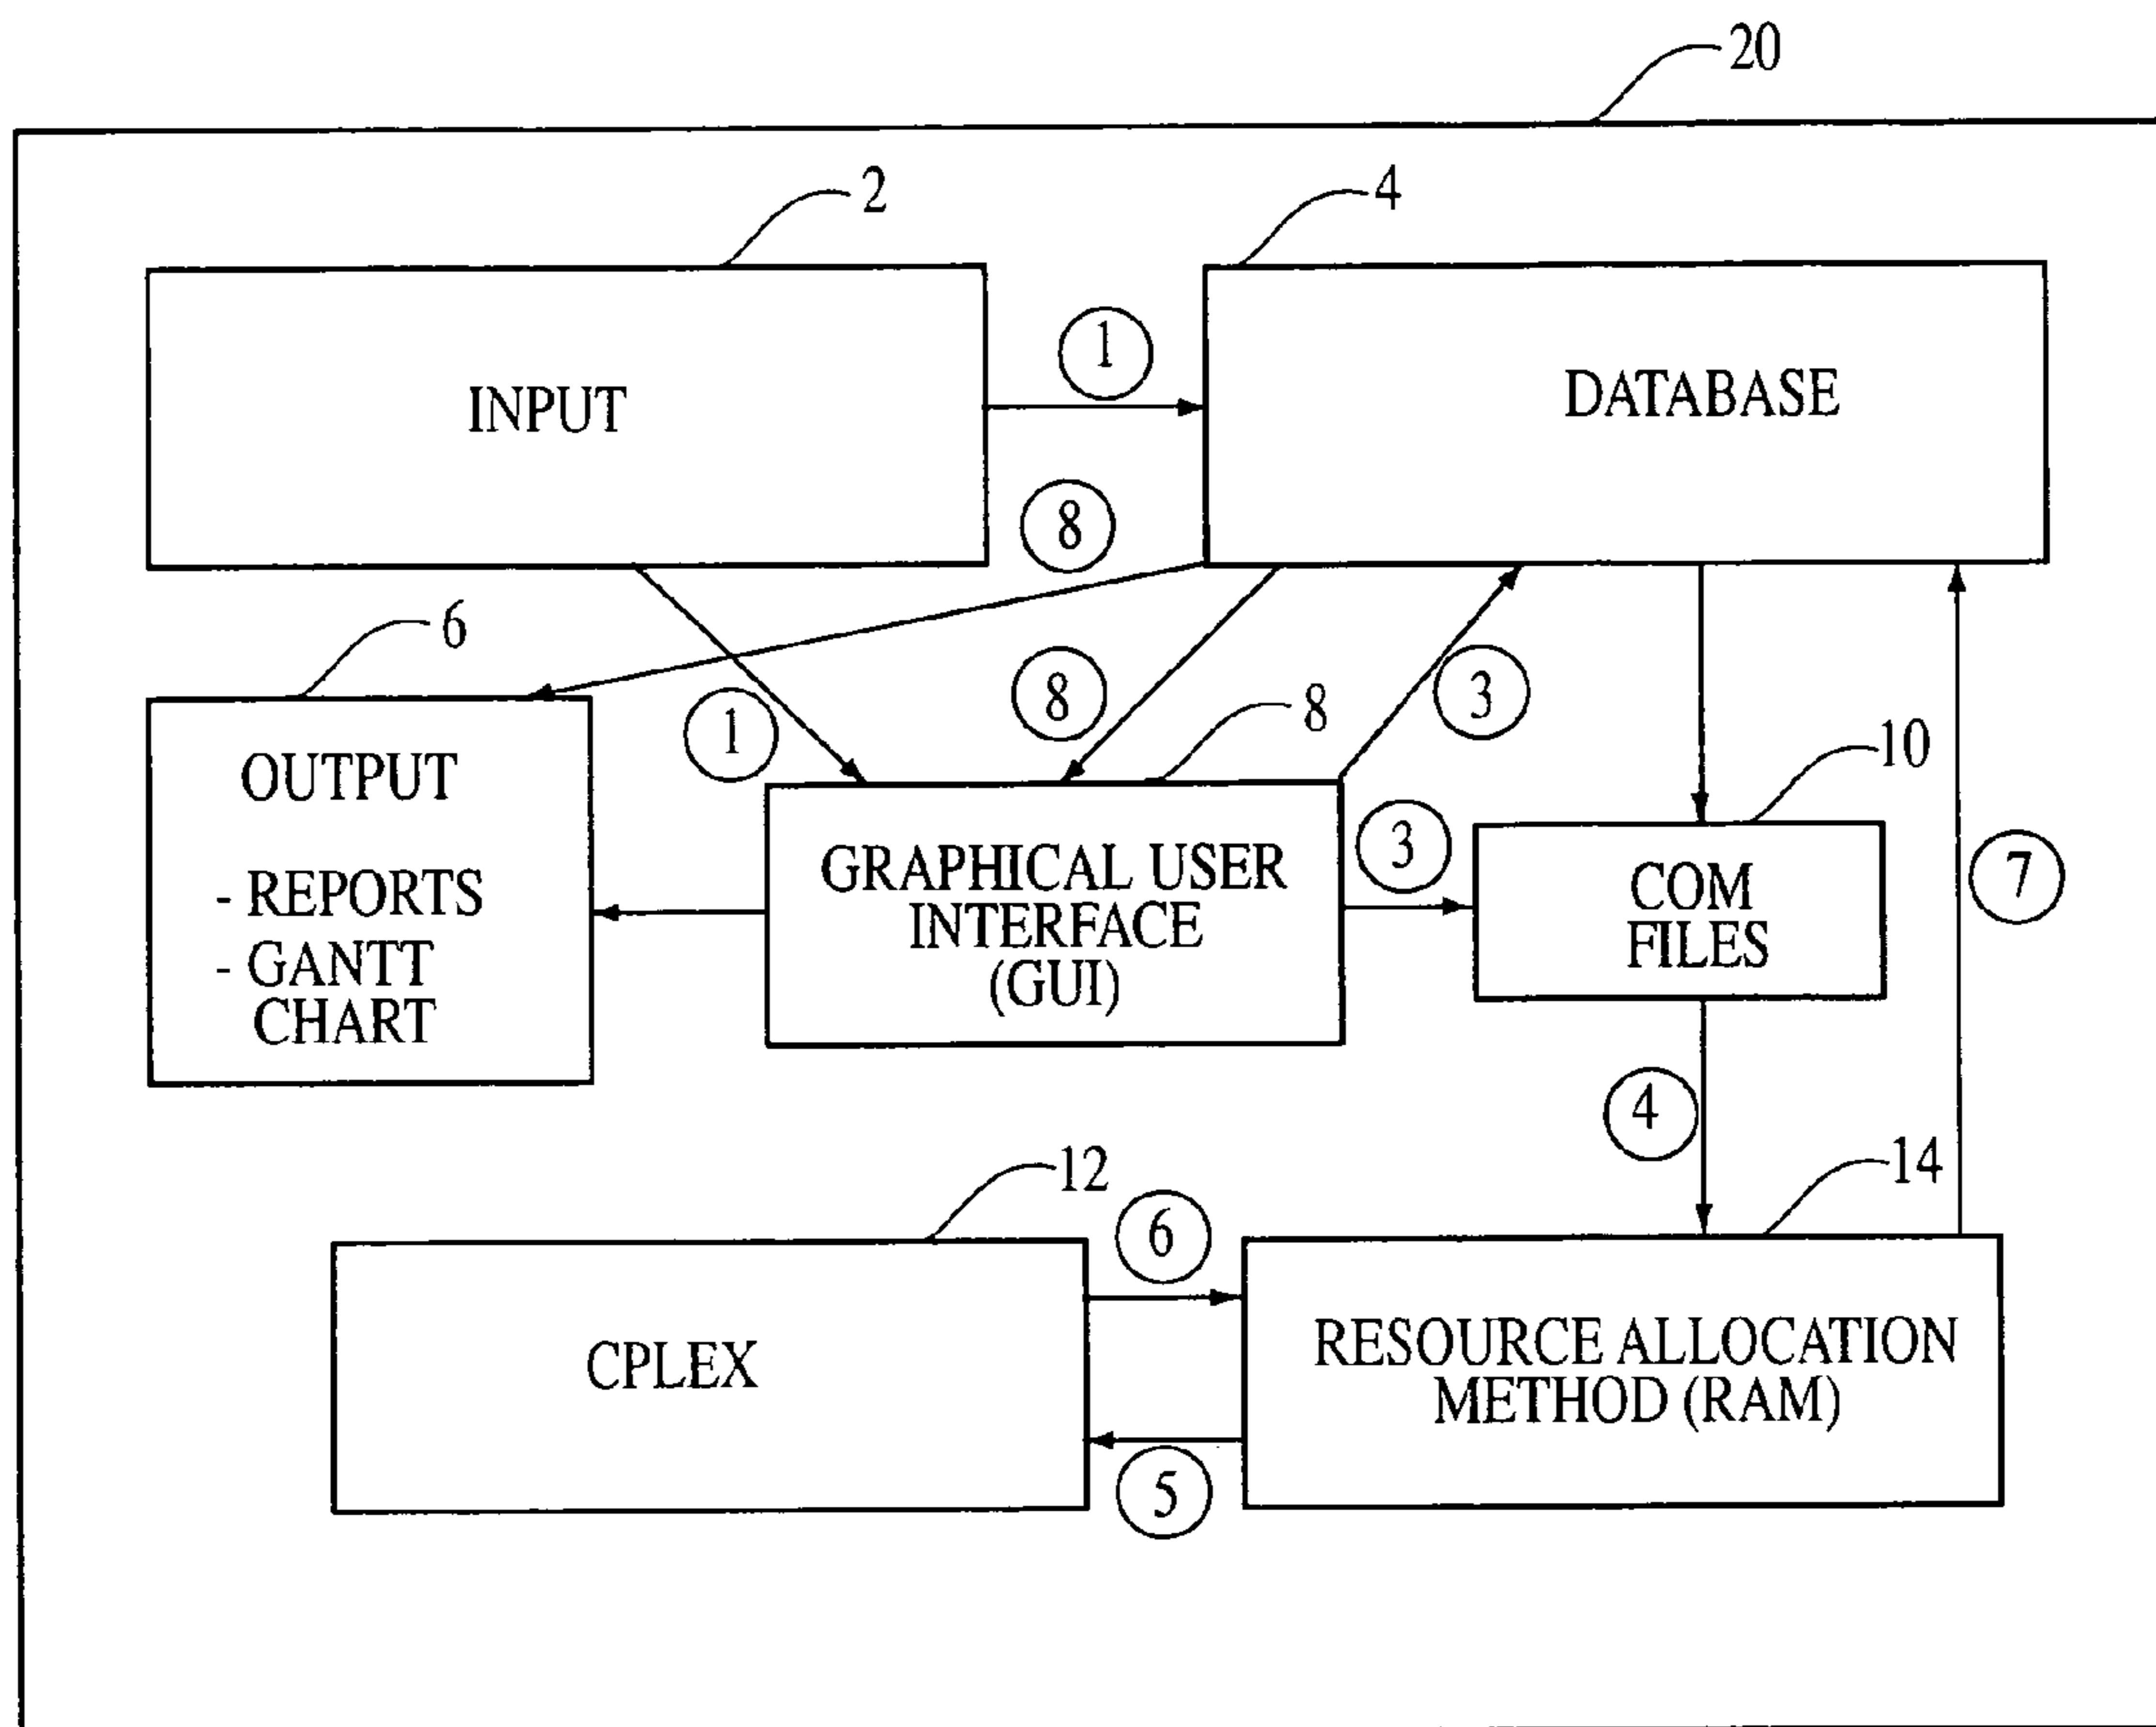 20
2
4
1
INPUT
DATABASE
8
6
8
3
8
1
10
OUTPUT
- REPORTS
- GANTT
CHART
GRAPHICAL USER
INTERFACE
(GUI)
3
COM
FILES
7
4
12
14
6
CPLEX
RESOURCE ALLOCATION
METHOD (RAM)
5